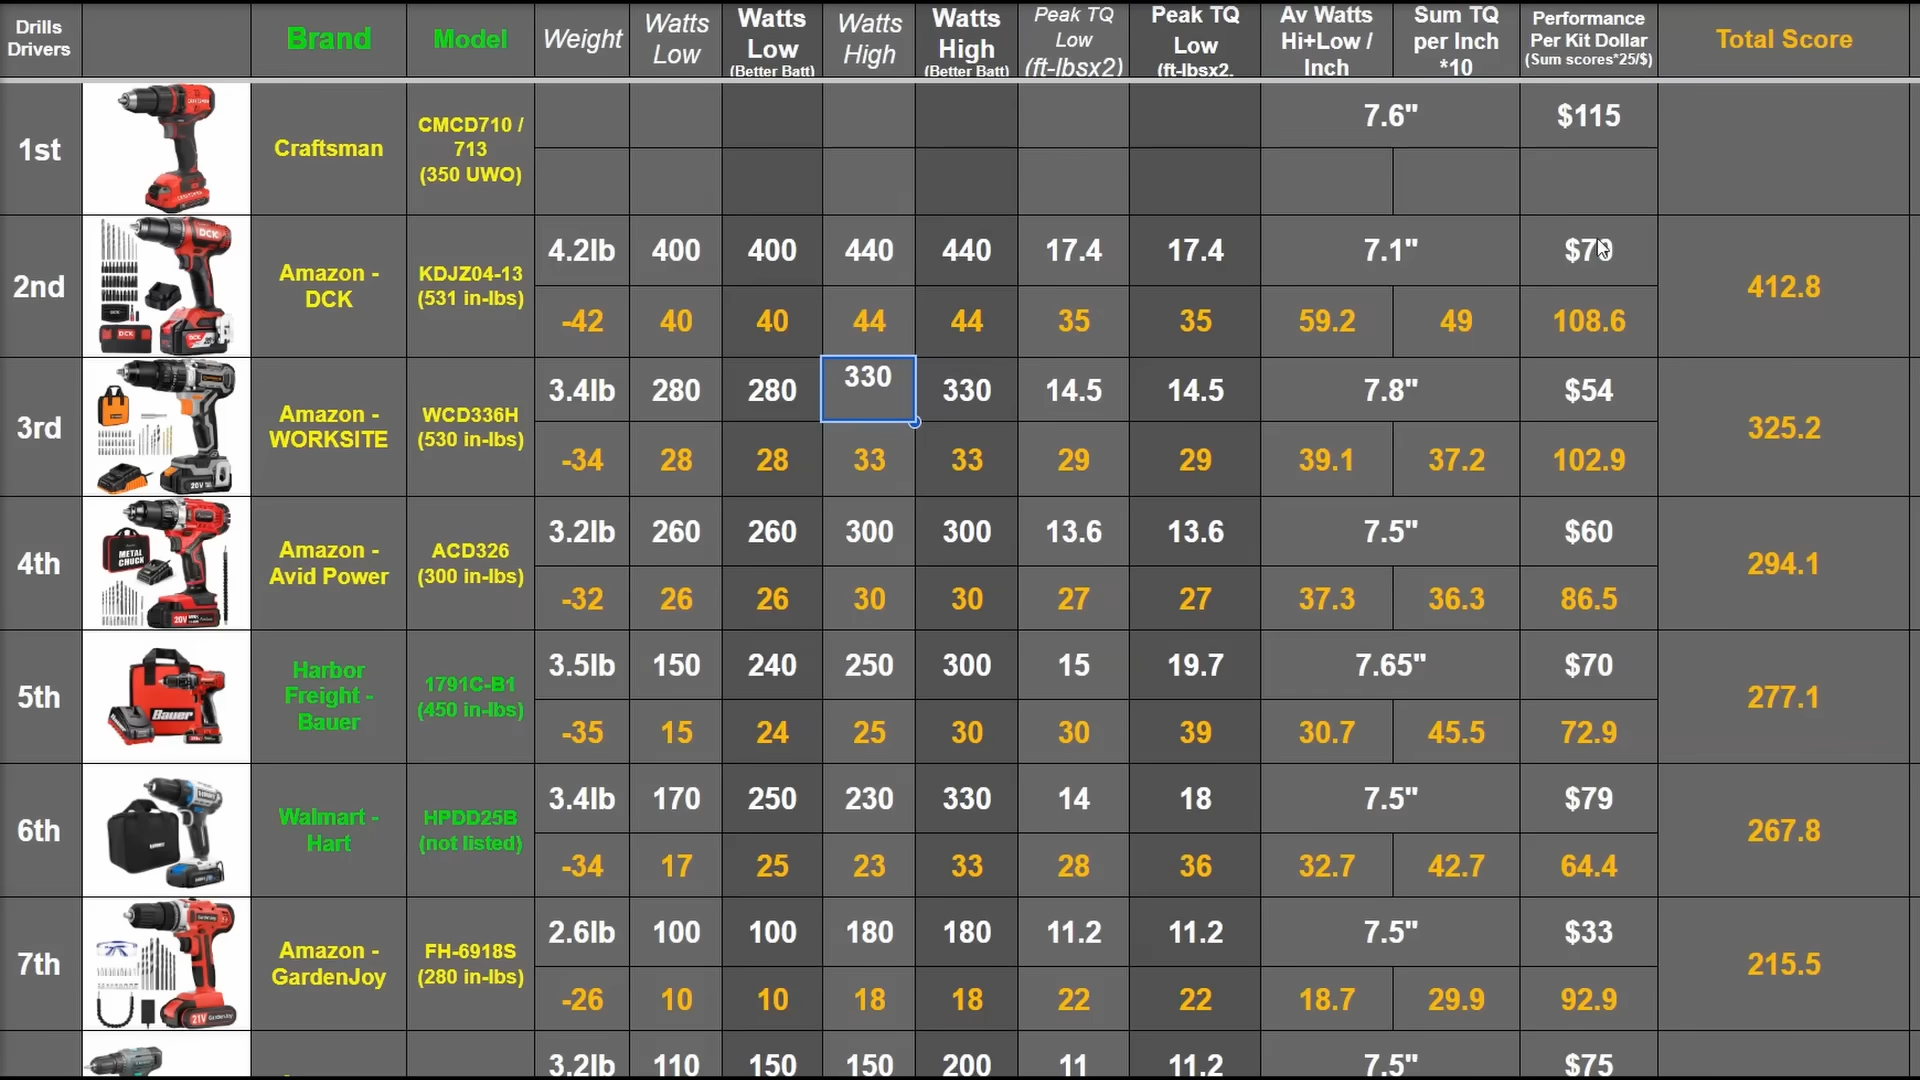 Drills Drivers
Brand
Model
Weight
Watts Low
Watts Low (Better Batt)
Watts High
Watts High (Better Batt)
Peak TQ Low (ft-lbsx2)
Peak TQ Low (ft-lbsx2,
Av Watts Hi+Low / Inch
Sum TQ per Inch *10
Performance Per Kit Dollar (Sum scores*25/$)
Total Score
1st
Craftsman
CMCD710 / 713 (350 UWO)
7.6" $115
2nd
DCK
DCK
Amazon - DCK
KDJZ04-13 (531 in-lbs)
4.2lb 400 400 440 440 17.4 17.4 7.1" $70
-42 40 40 44 44 35 35 59.2 49 108.6
412.8
3rd
20V
Amazon - WORKSITE
WCD336H (530 in-lbs)
3.4lb 280 280 330 330 14.5 14.5 7.8" $54
-34 28 28 33 33 29 29 39.1 37.2 102.9
325.2
4th
METAL CHUCK
20V
Amazon - Avid Power
ACD326 (300 in-lbs)
3.2lb 260 260 300 300 13.6 13.6 7.5" $60
-32 26 26 30 30 27 27 37.3 36.3 86.5
294.1
5th
Bauer
Harbor Freight - Bauer
1791C-B1 (450 in-lbs)
3.5lb 150 240 250 300 15 19.7 7.65" $70
-35 15 24 25 30 30 39 30.7 45.5 72.9
277.1
6th
Walmart - Hart
HPDD25B (not listed)
3.4lb 170 250 230 330 14 18 7.5" $79
-34 17 25 23 33 28 36 32.7 42.7 64.4
267.8
7th
21V GardenJoy
Amazon - GardenJoy
FH-6918S (280 in-lbs)
2.6lb 100 100 180 180 11.2 11.2 7.5" $33
-26 10 10 18 18 22 22 18.7 29.9 92.9
215.5
3.2lb 110 150 150 200 11 11.2 7.5" $75